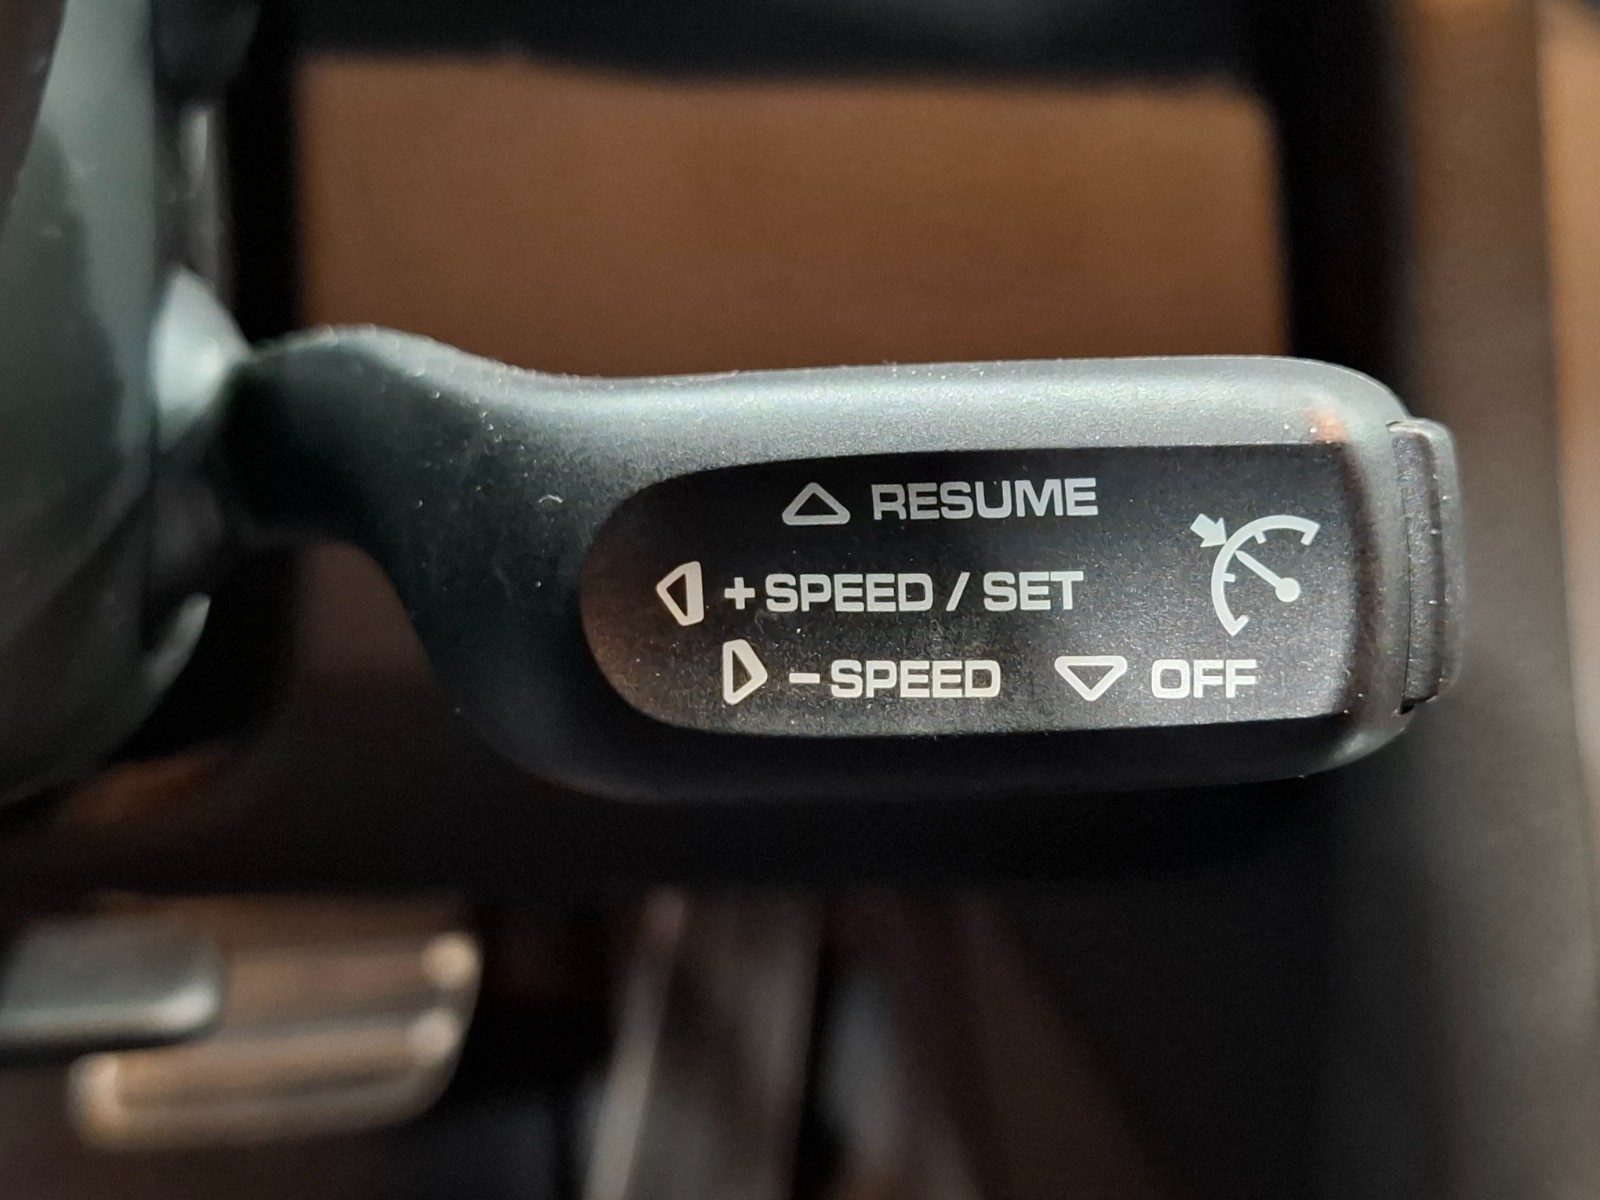 RESUME
+ SPEED / SET
- SPEED OFF